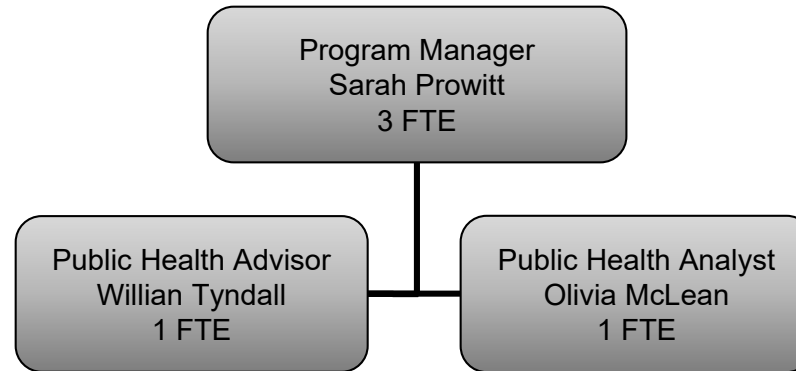 Program Manager
Sarah Prowitt
3 FTE
Public Health Advisor
Willian Tyndall
1 FTE
Public Health Analyst
Olivia McLean
1 FTE